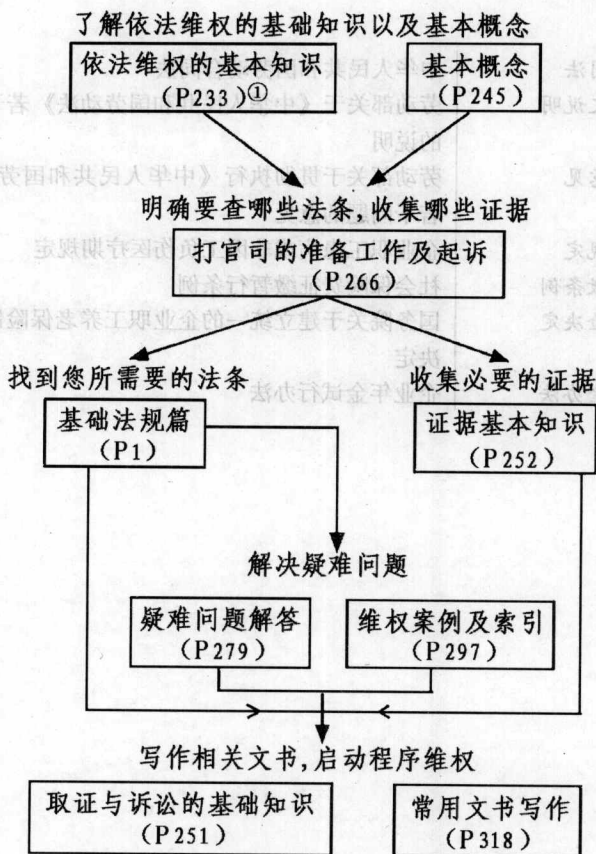 了解依法维权的基础知识以及基本概念
依法维权的基本知识
(P233)①
基本概念
(P245)
明确要查哪些法条,收集哪些证据
打官司的准备工作及起诉
(P266)
找到您所需要的法条
收集必要的证据
基础法规篇
(P1)
证据基本知识
(P252)
解决疑难问题
疑难问题解答
(P279)
维权案例及索引
(P297)
写作相关文书,启动程序维权
取证与诉讼的基础知识
(P251)
常用文书写作
(P318)